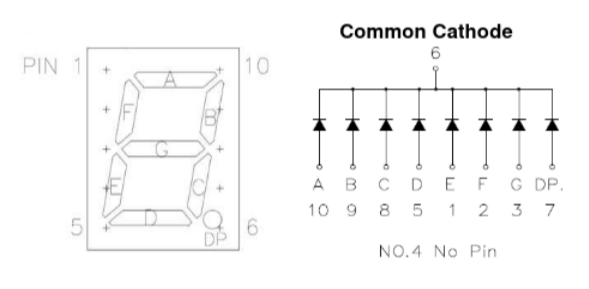 Common Cathode
6
PIN 1
10
A
F
B
G
E
C
D
DP
5
6
A B C D E F G DP.
10 9 8 5 1 2 3 7
NO.4 No Pin